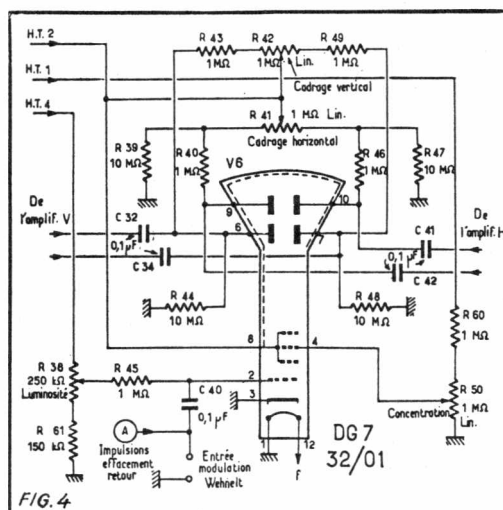 H.T. 2
R 43
R 42
R 49
1 MΩ
1 MΩ
Lin.
1 MΩ
Cadrage vertical
H.T. 1
H.T. 4
R 41
1 MΩ Lin.
Cadrage horizontal
R 39
10 MΩ
R 40
1 MΩ
V6
R 46
1 MΩ
R 47
10 MΩ
De
l'amplif. V
C 32
0,1 μF
C 34
9
10
6
7
De
l'amplif. H
C 41
0,1 μF
C 42
R 44
10 MΩ
R 48
10 MΩ
R 60
1 MΩ
8
4
R 38
250 kΩ
Luminosité
R 45
1 MΩ
2
3
C 40
0,1 μF
Concentration
R 50
1 MΩ
Lin.
R 61
150 kΩ
A
Impulsions
effacement
retour
Entrée
modulation
Wehnelt
1
12
F
DG 7
32/01
FIG. 4